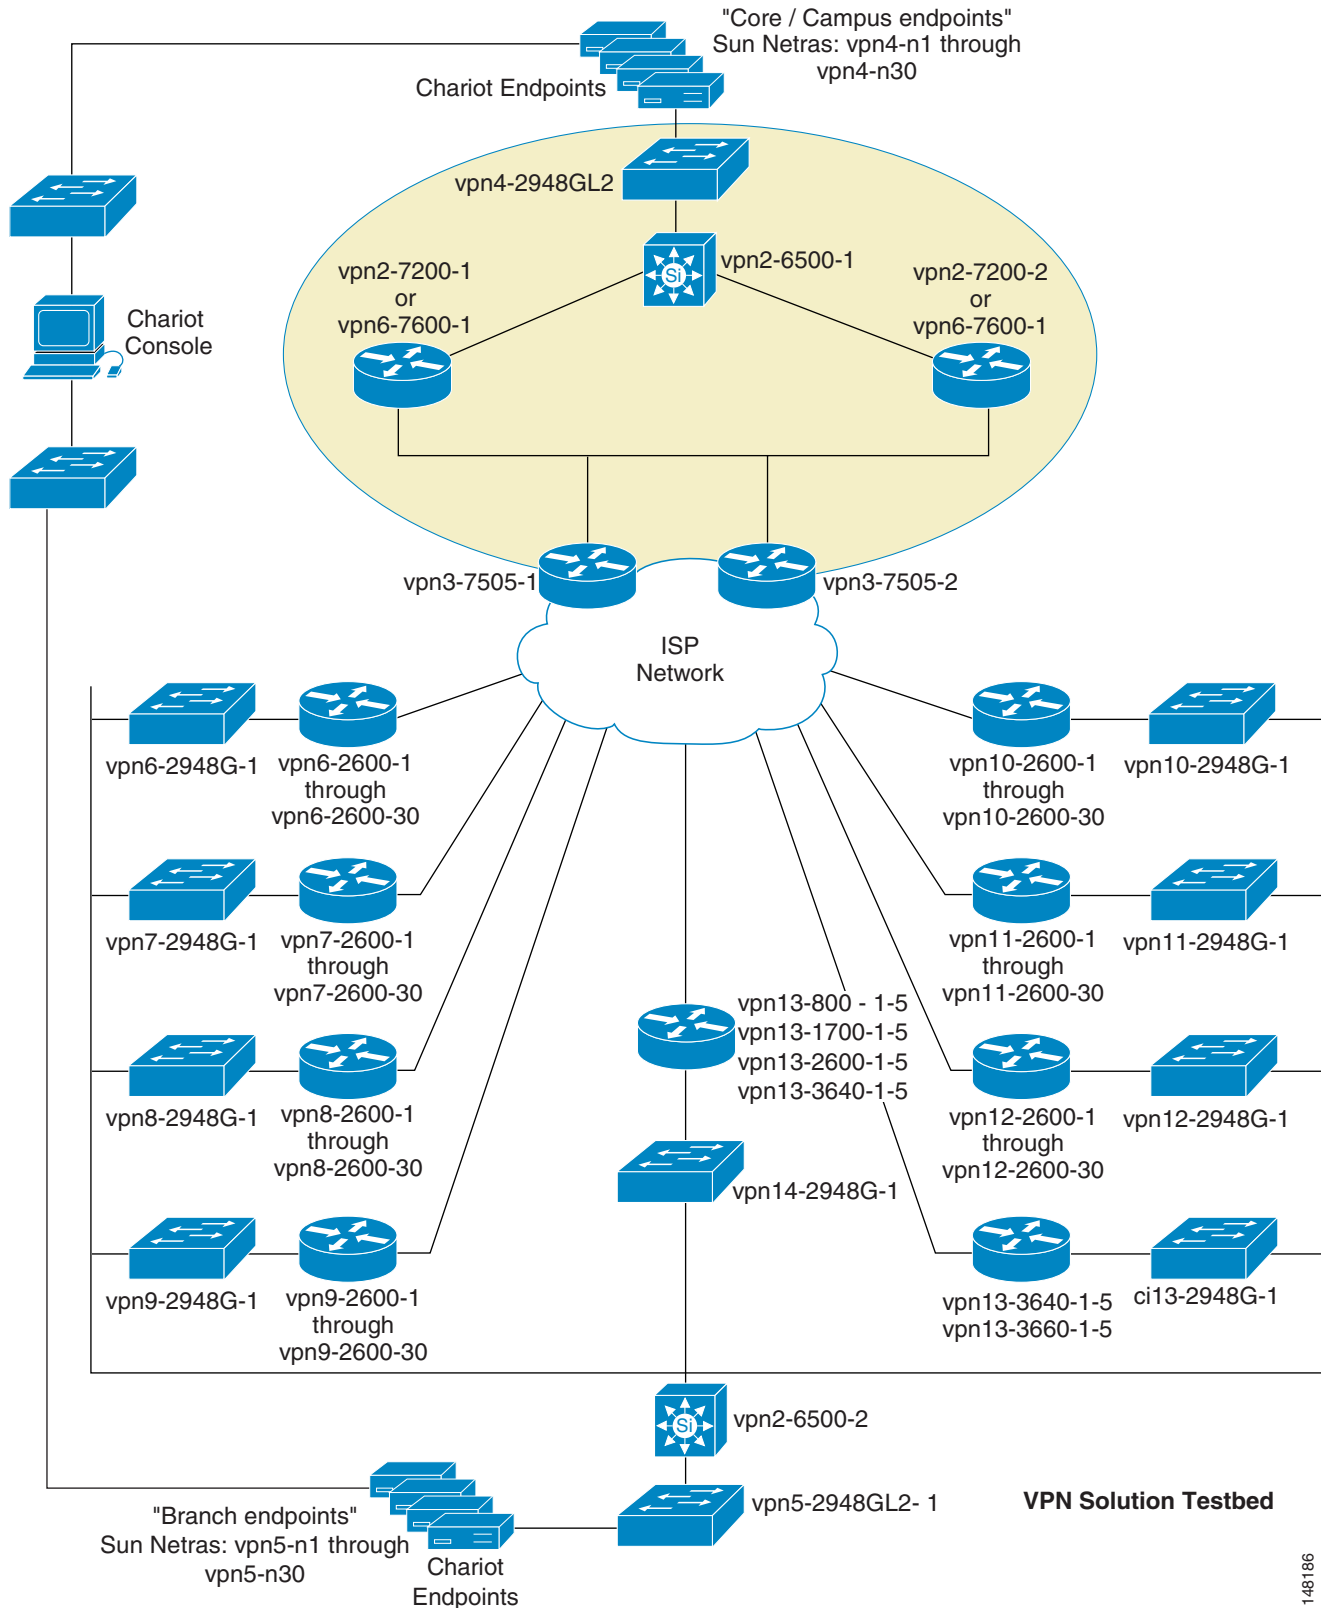 "Core / Campus endpoints"
Sun Netras: vpn4-n1 through
vpn4-n30
Chariot Endpoints
vpn4-2948GL2
vpn2-6500-1
Si
vpn2-7200-1
or
vpn6-7600-1
vpn2-7200-2
or
vpn6-7600-1
Chariot
Console
vpn3-7505-1
vpn3-7505-2
ISP
Network
vpn6-2948G-1
vpn6-2600-1
through
vpn6-2600-30
vpn10-2600-1
through
vpn10-2600-30
vpn10-2948G-1
vpn7-2948G-1
vpn7-2600-1
through
vpn7-2600-30
vpn11-2600-1
through
vpn11-2600-30
vpn11-2948G-1
vpn13-800 - 1-5
vpn13-1700-1-5
vpn13-2600-1-5
vpn13-3640-1-5
vpn8-2948G-1
vpn8-2600-1
through
vpn8-2600-30
vpn12-2600-1
through
vpn12-2600-30
vpn12-2948G-1
vpn14-2948G-1
vpn9-2948G-1
vpn9-2600-1
through
vpn9-2600-30
vpn13-3640-1-5
vpn13-3660-1-5
ci13-2948G-1
Si
vpn2-6500-2
vpn5-2948GL2- 1
"Branch endpoints"
Sun Netras: vpn5-n1 through
vpn5-n30
Chariot
Endpoints
VPN Solution Testbed
148186